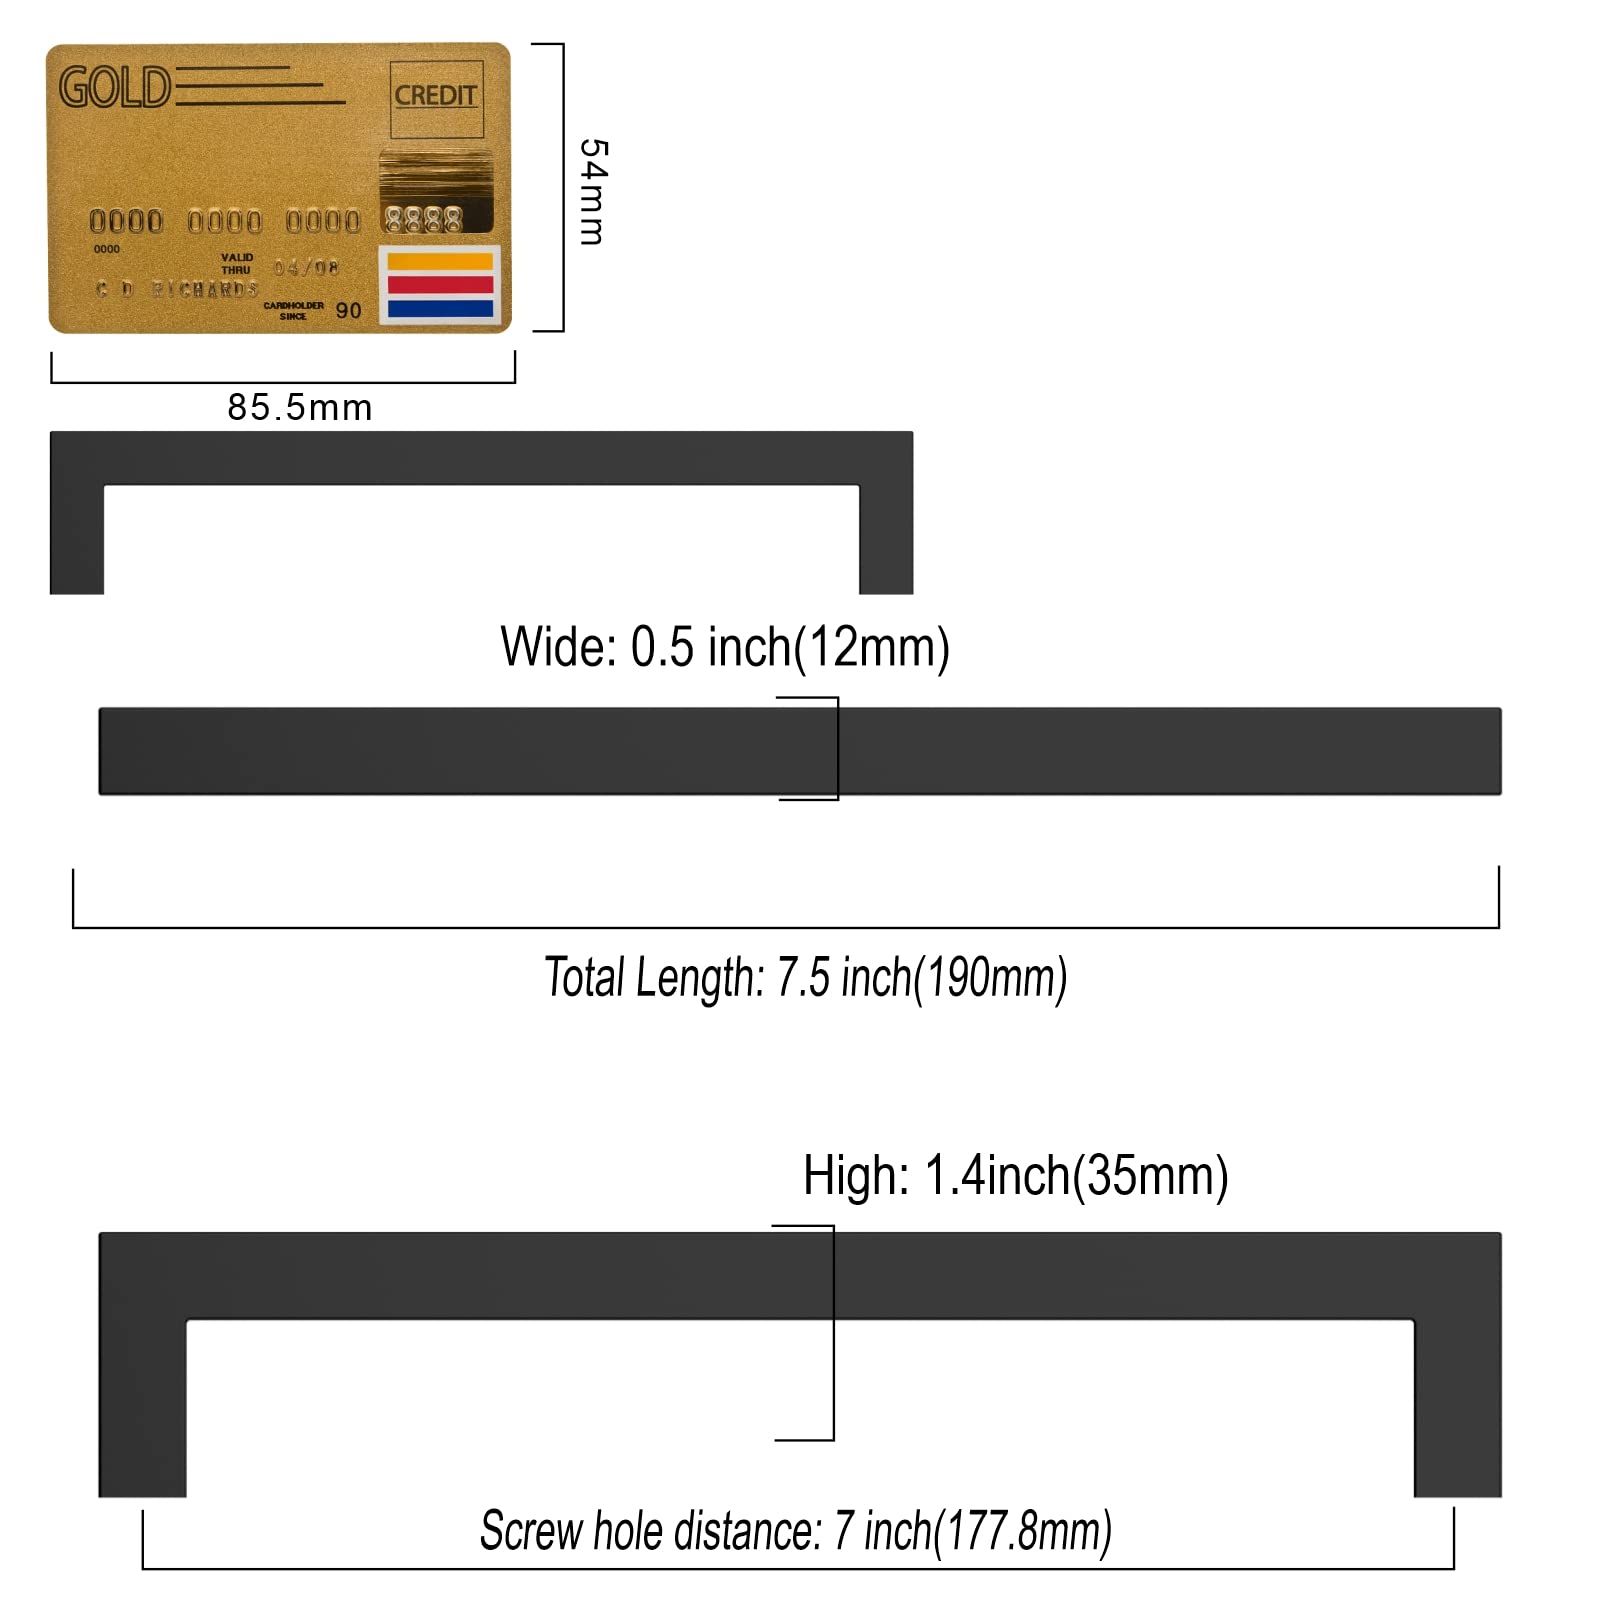 GOLD
CREDIT
54mm
0000 0000 0000 8888
0000
VALID
THRU 04/08
C D RICHARDS
CARDHOLDER
SINCE 90
85.5mm
Wide: 0.5 inch(12mm)
Total Length: 7.5 inch(190mm)
High: 1.4inch(35mm)
Screw hole distance: 7 inch(177.8mm)